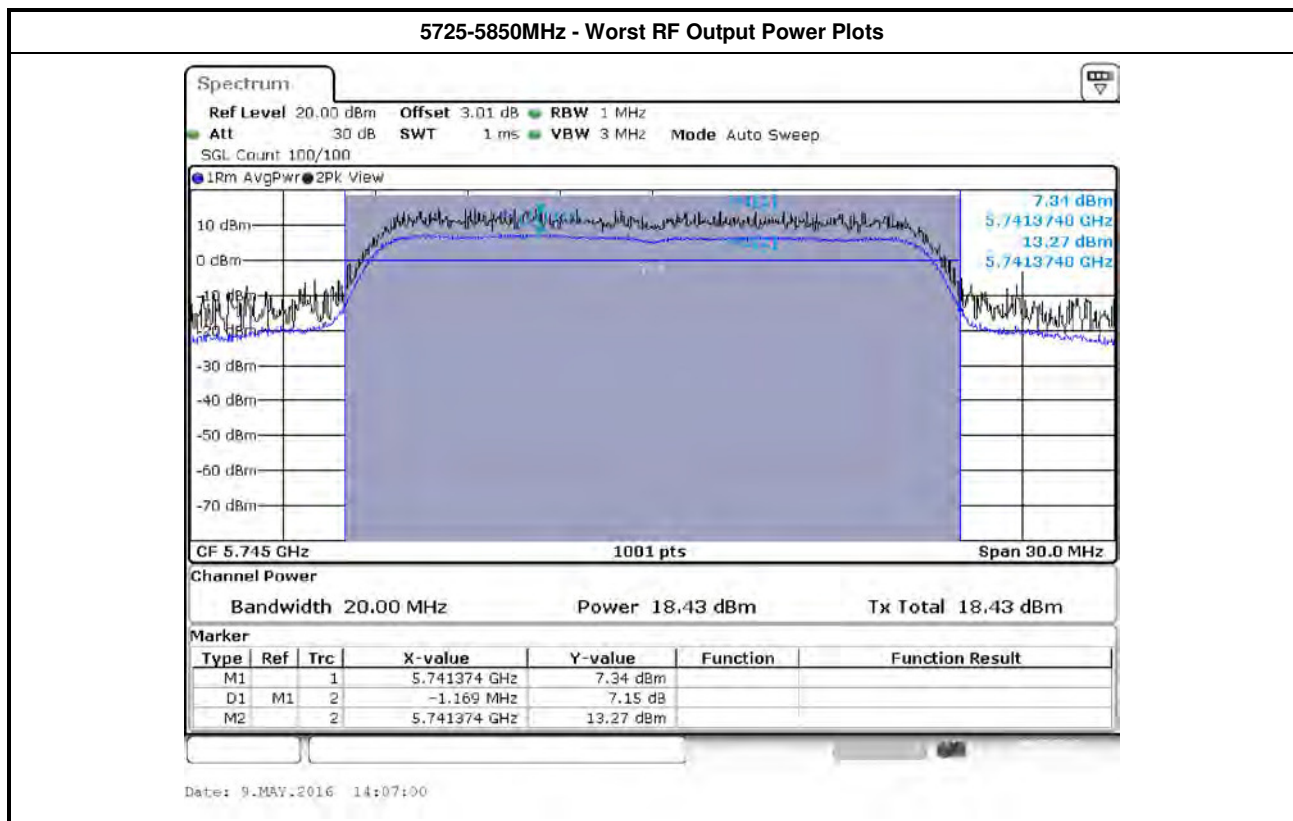 5725-5850MHz - Worst RF Output Power Plots
Spectrum
Ref Level 20.00 dBm Offset 3.01 dB RBW 1 MHz
Att 30 dB SWT 1 ms VBW 3 MHz Mode Auto Sweep
SGL Count 100/100
1Rm AvgPwr 2Pk View
7.34 dBm
5.7413740 GHz
13.27 dBm
5.7413740 GHz
10 dBm
0 dBm
-10 dBm
-20 dBm
-30 dBm
-40 dBm
-50 dBm
-60 dBm
-70 dBm
CF 5.745 GHz 1001 pts Span 30.0 MHz
Channel Power
Bandwidth 20.00 MHz Power 18.43 dBm Tx Total 18.43 dBm
Marker
Type Ref Trc X-value Y-value Function Function Result
M1 1 5.741374 GHz 7.34 dBm
D1 M1 2 -1.169 MHz 7.15 dB
M2 2 5.741374 GHz 13.27 dBm
Date: 9.MAY.2016 14:07:00